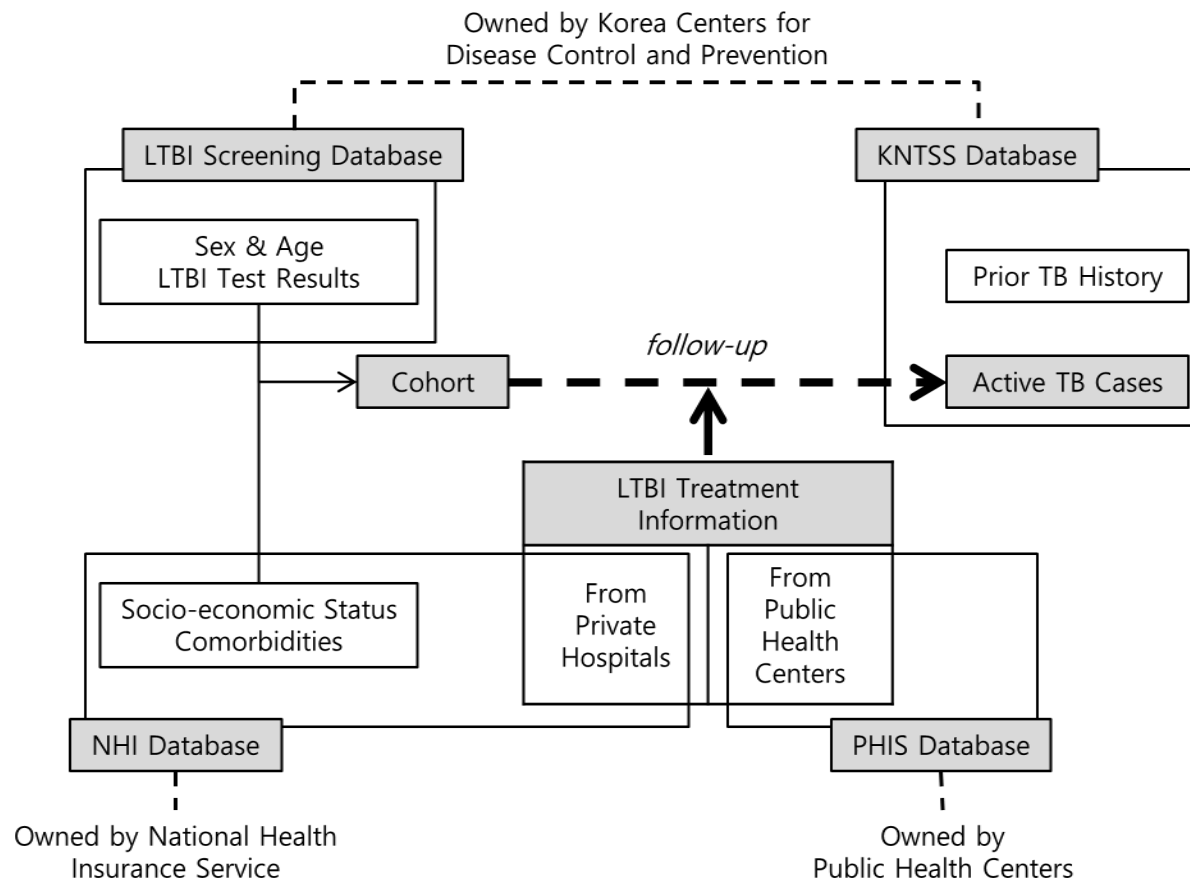 Owned by Korea Centers for
Disease Control and Prevention
LTBI Screening Database
KNTSS Database
Sex & Age
LTBI Test Results
Prior TB History
follow-up
Cohort
Active TB Cases
LTBI Treatment
Information
Socio-economic Status
Comorbidities
From
Private
Hospitals
From
Public
Health
Centers
NHI Database
PHIS Database
Owned by National Health
Insurance Service
Owned by
Public Health Centers